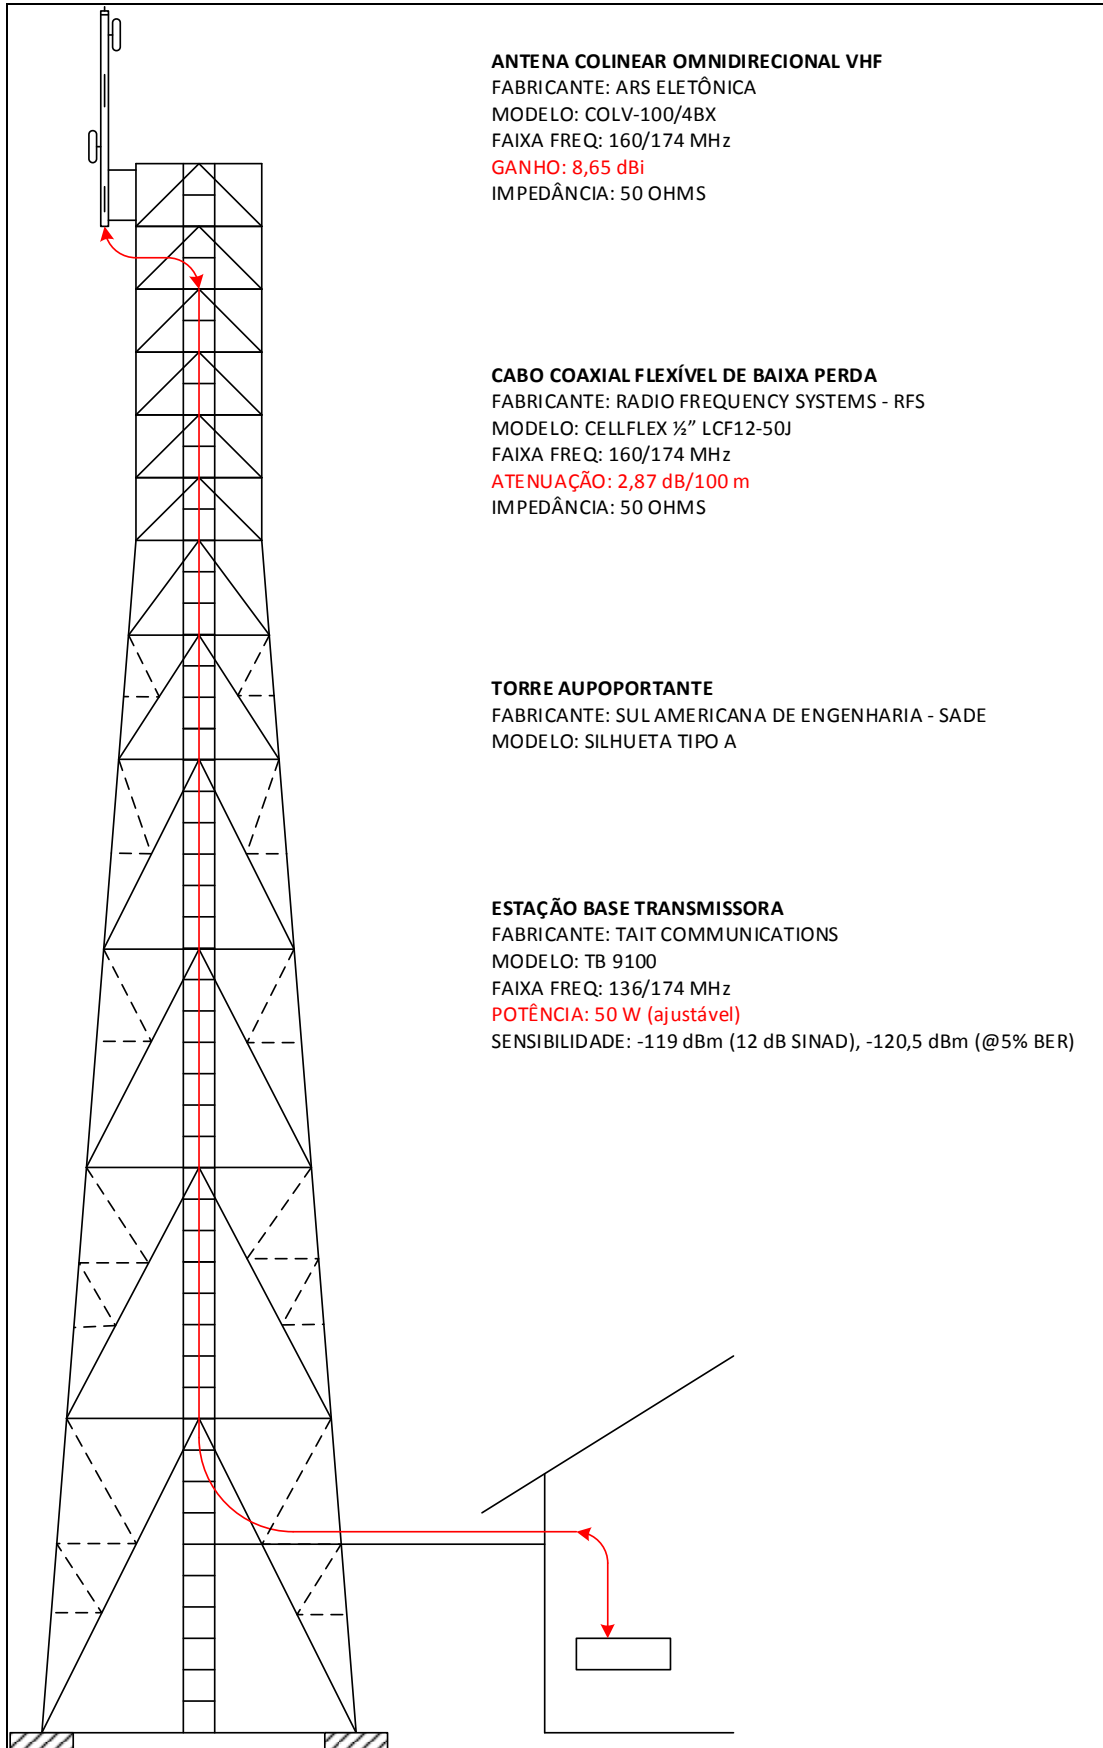 ANTENA COLINEAR OMNIDIRECIONAL VHF
FABRICANTE: ARS ELETÔNICA
MODELO: COLV-100/4BX
FAIXA FREQ: 160/174 MHz
GANHO: 8,65 dBi
IMPEDÂNCIA: 50 OHMS
CABO COAXIAL FLEXÍVEL DE BAIXA PERDA
FABRICANTE: RADIO FREQUENCY SYSTEMS - RFS
MODELO: CELLFLEX ½” LCF12-50J
FAIXA FREQ: 160/174 MHz
ATENUAÇÃO: 2,87 dB/100 m
IMPEDÂNCIA: 50 OHMS
TORRE AUPOPORTANTE
FABRICANTE: SUL AMERICANA DE ENGENHARIA - SADE
MODELO: SILHUETA TIPO A
ESTAÇÃO BASE TRANSMISSORA
FABRICANTE: TAIT COMMUNICATIONS
MODELO: TB 9100
FAIXA FREQ: 136/174 MHz
POTÊNCIA: 50 W (ajustável)
SENSIBILIDADE: -119 dBm (12 dB SINAD), -120,5 dBm (@5% BER)